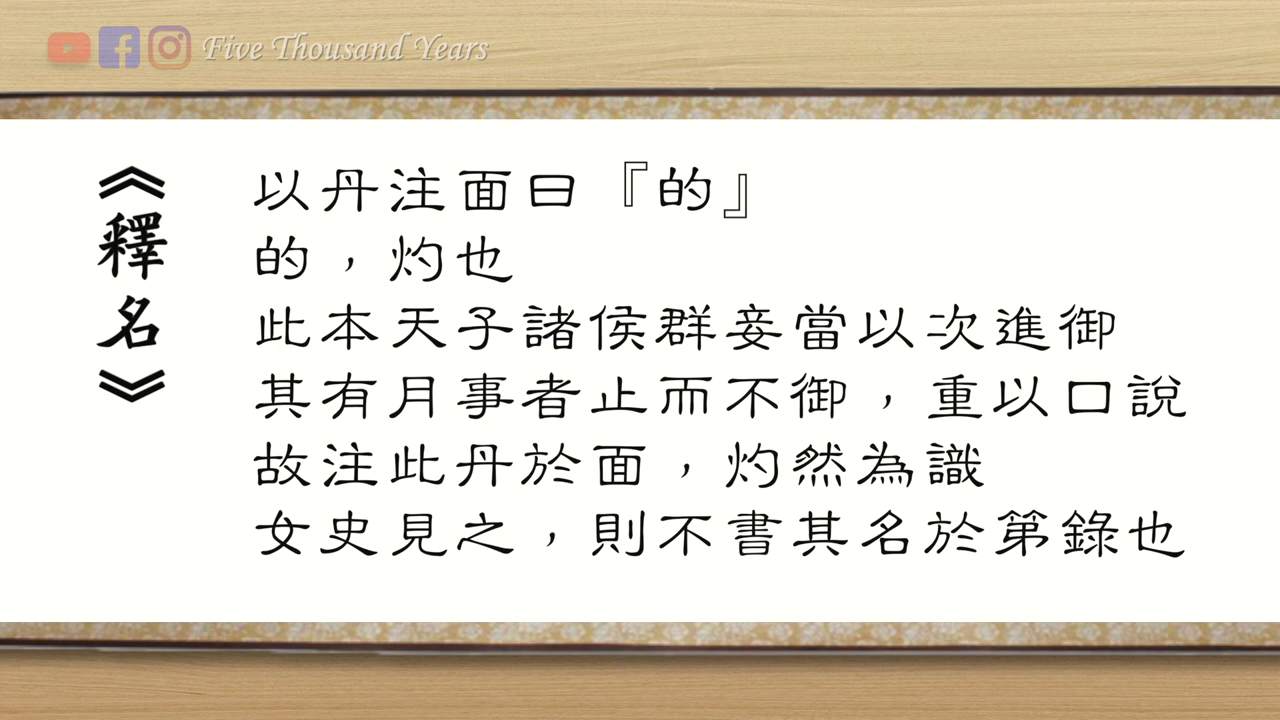 Five Thousand Years
《釋名》
以丹注面曰『的』
的，灼也
此本天子諸侯群妾當以次進御
其有月事者止而不御，重以口說
故注此丹於面，灼然為識
女史見之，則不書其名於第錄也